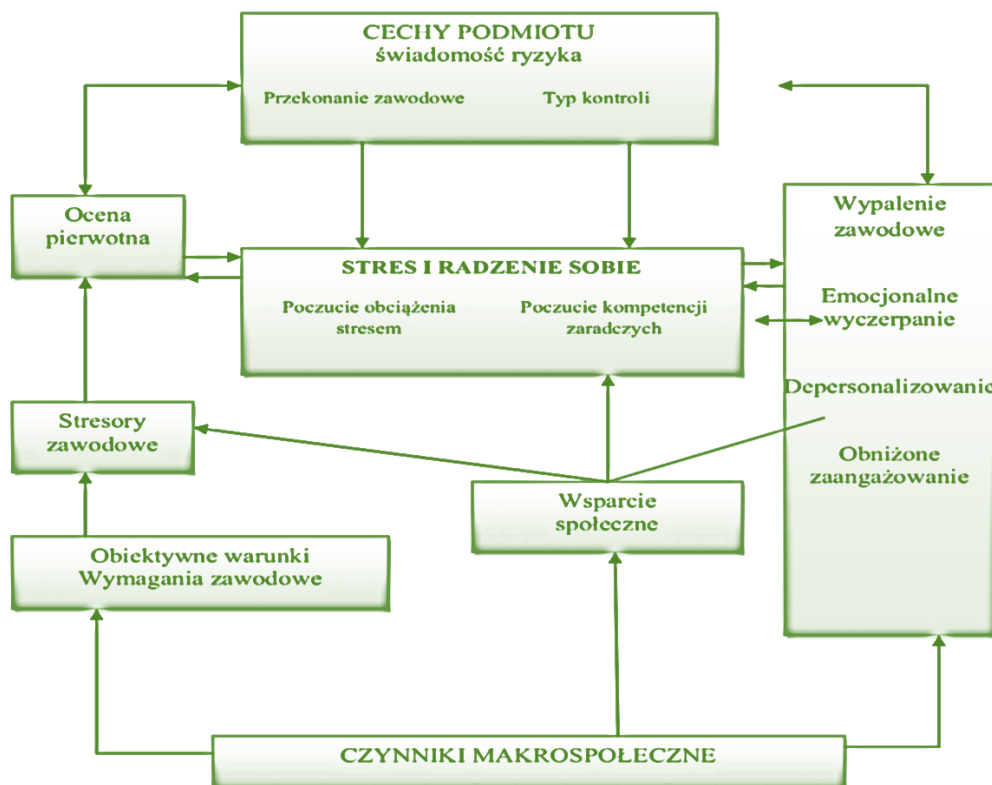 CECHY PODMIOTU
świadomość ryzyka
Przekonanie zawodowe
Typ kontroli
Ocena
pierwotna
STRES I RADZENIE SOBIE
Poczucie obciążenia
stresem
Poczucie kompetencji
zaradczych
Wypalenie
zawodowe
Emocjonalne
wyczerpanie
Depersonalizowanie
Obniżone
zaangażowanie
Stresory
zawodowe
Wsparcie
społeczne
Obiektywne warunki
Wymagania zawodowe
CZYNNIKI MAKROSPOŁECZNE